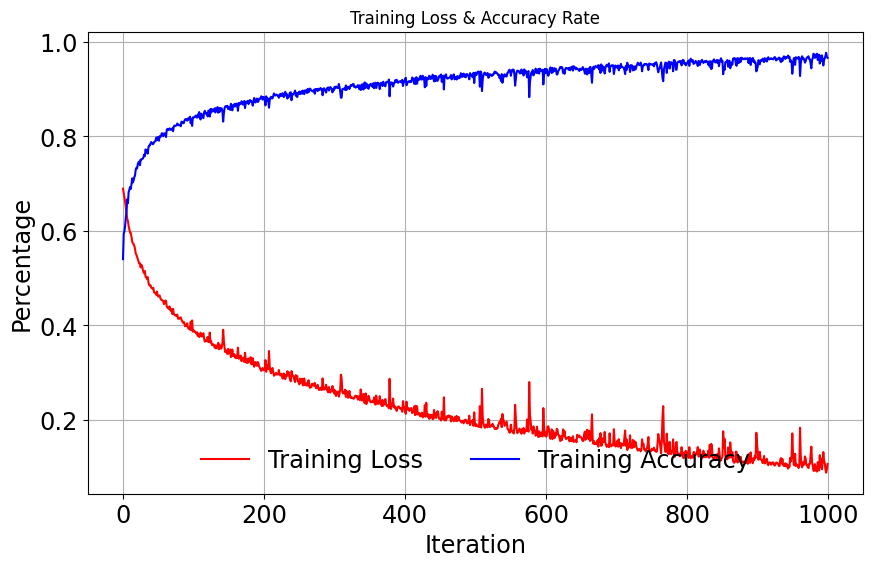 Training Loss & Accuracy Rate
1.0
0.8
0.6
0.4
0.2
Percentage
Training Loss
Training Accuracy
0
200
400
600
800
1000
Iteration